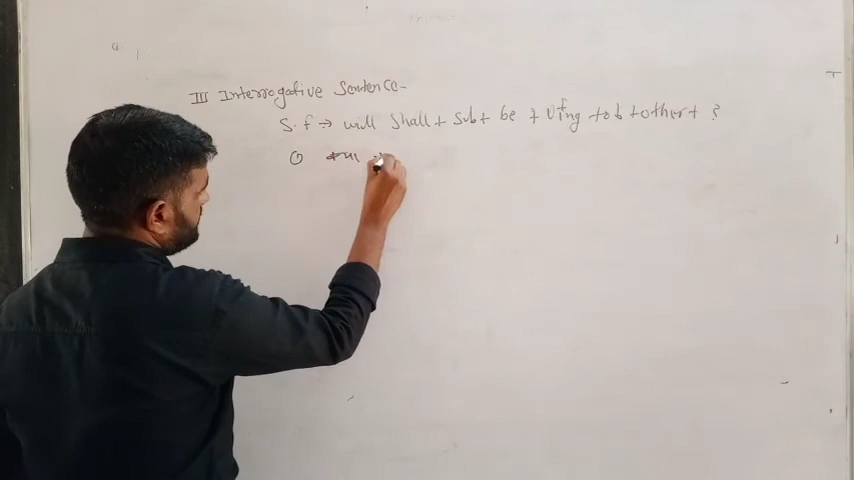 III Interrogative Sentence-
S.f ⇒ will shall + Sub + be + V ing + ob + other + ?
① क्या